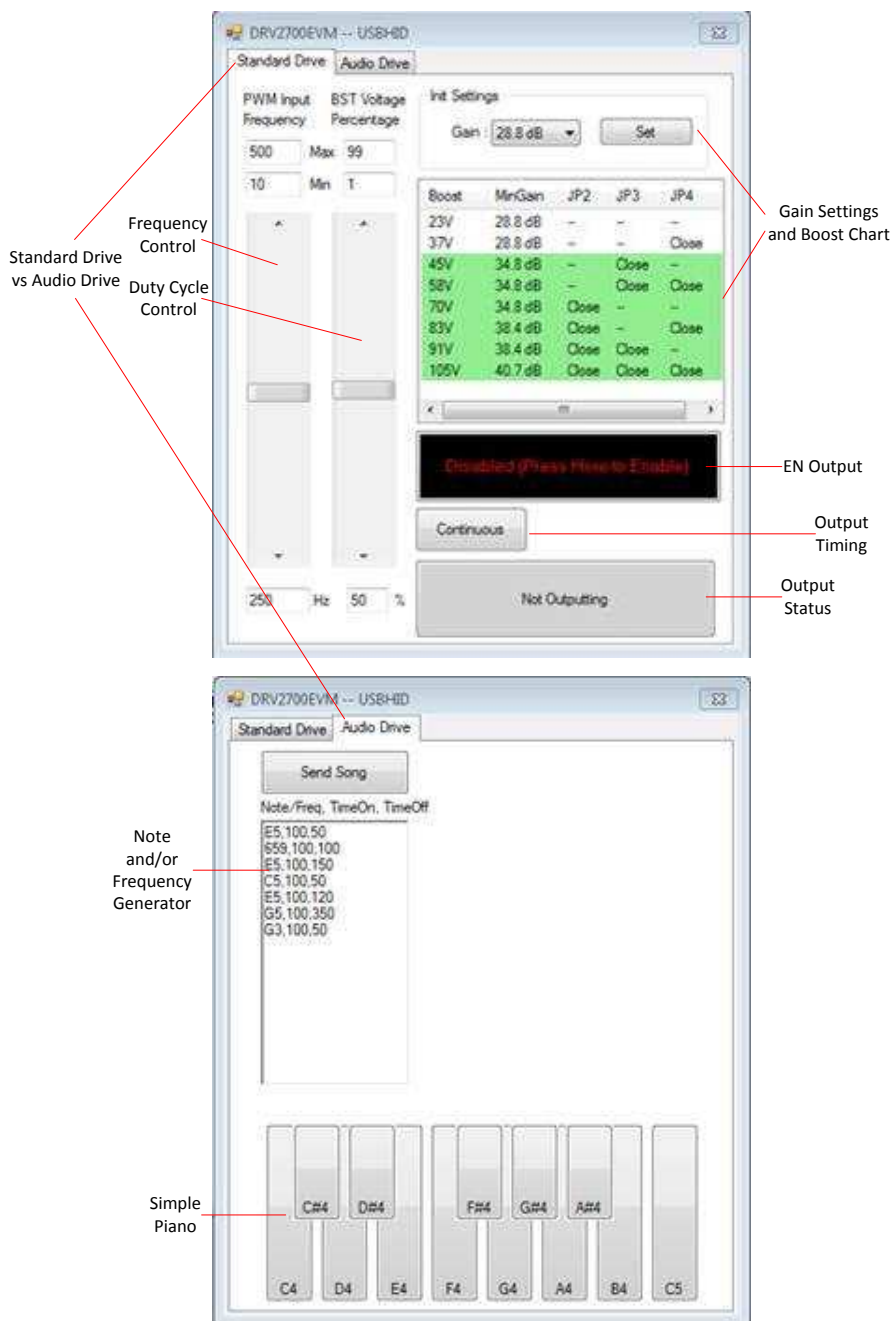 DRV2700EVM -- USBHID
Standard Drive Audio Drive
PWM Input Frequency
BST Voltage Percentage
500 Max 99
10 Min 1
Init Settings
Gain : 28.8 dB Set
Boost MinGain JP2 JP3 JP4
23V 28.8 dB -- -- --
37V 28.8 dB -- -- Close
45V 34.8 dB -- Close --
58V 34.8 dB -- Close Close
70V 34.8 dB Close -- --
83V 38.4 dB Close -- Close
91V 38.4 dB Close Close --
105V 40.7 dB Close Close Close
Disabled (Press Here to Enable)
Continuous
Not Outputting
250 Hz 50 %
Standard Drive
vs Audio Drive
Frequency
Control
Duty Cycle
Control
Gain Settings
and Boost Chart
EN Output
Output
Timing
Output
Status
DRV2700EVM -- USBHID
Standard Drive Audio Drive
Send Song
Note/Freq, TimeOn, TimeOff
E5,100,50
659,100,100
E5,100,150
C5,100,50
E5,100,120
G5,100,350
G3,100,50
Note
and/or
Frequency
Generator
Simple
Piano
C#4 D#4 F#4 G#4 A#4
C4 D4 E4 F4 G4 A4 B4 C5